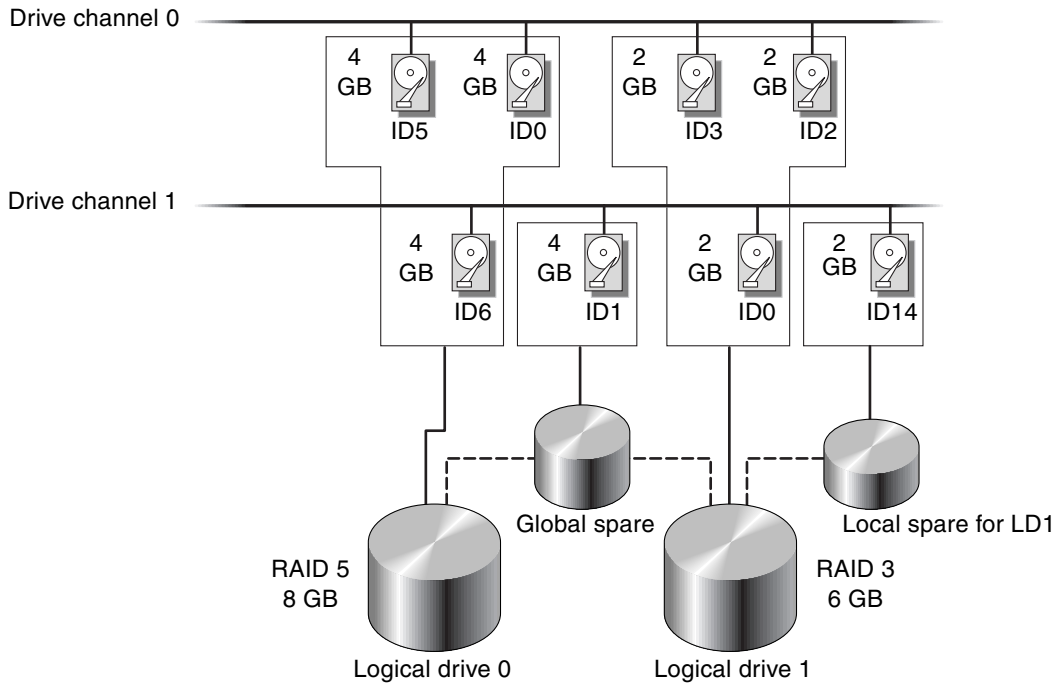 Drive channel 0
4
GB
4
GB
2
GB
2
GB
ID5
ID0
ID3
ID2
Drive channel 1
4
GB
4
GB
2
GB
2
GB
ID6
ID1
ID0
ID14
Global spare
Local spare for LD1
RAID 5
8 GB
RAID 3
6 GB
Logical drive 0
Logical drive 1